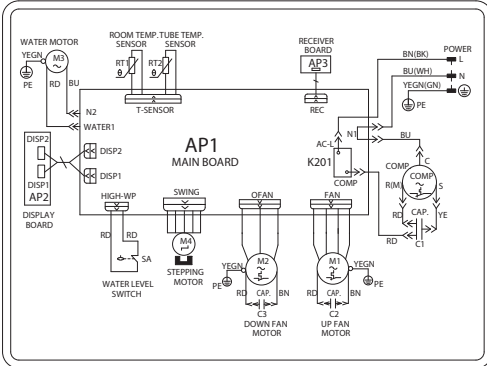 ROOM TEMP. TUBE TEMP.
SENSOR SENSOR
WATER MOTOR
YEGN
M3
PE
RD BU
RT1 RT2
θ θ
T-SENSOR
RECEIVER
BOARD
AP3
REC
POWER
BN(BK) L
BU(WH) N
YEGN(GN)
PE
N2
WATER1
DISP2
DISP1
AP2
DISPLAY
BOARD
DISP2
DISP1
AP1
MAIN BOARD
AC-L
N1
K201
COMP
BU
C
COMP
COMP
R(M) S
RD CAP. YE
C1
RD
HIGH-WP
RD RD
SA
WATER LEVEL
SWITCH
SWING
M4
STEPPING
MOTOR
OFAN
YEGN
M2
PE
RD CAP. BN
C3
DOWN FAN
MOTOR
FAN
YEGN
M1
PE
RD CAP. BN
C2
UP FAN
MOTOR